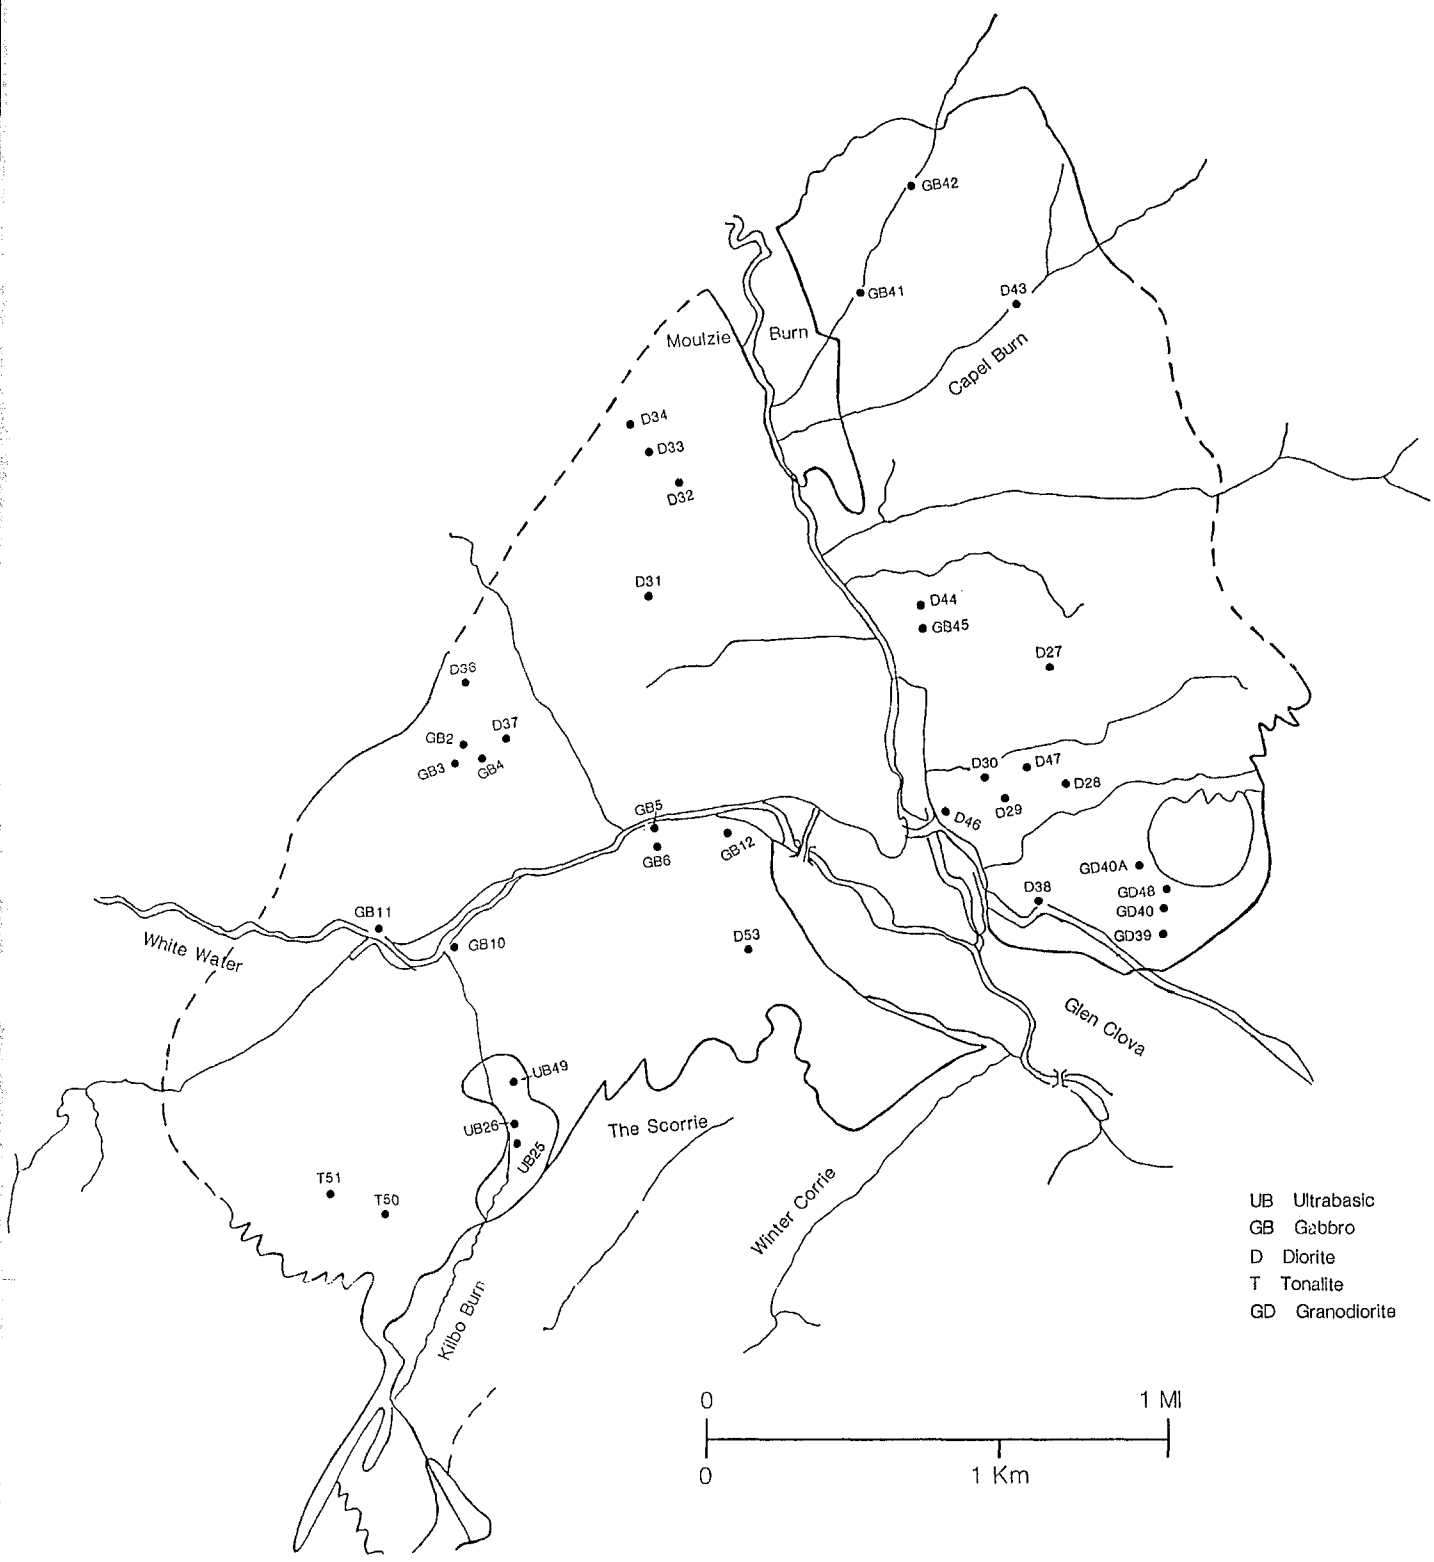 GB42
GB41
D43
Moulzie Burn
Capel Burn
D34
D33
D32
D31
D44
GB45
D27
D36
D37
GB2
GB3
GB4
D30
D47
D28
D29
D46
GB5
GB6
GB12
GD40A
GD48
GD40
GD39
D38
GB11
GB10
White Water
D53
Glen Clova
UB49
UB26
UB25
The Scorrie
T51
T50
Winter Corrie
Kilbo Burn
UB Ultrabasic
GB Gabbro
D Diorite
T Tonalite
GD Granodiorite
0 1 MI
0 1 Km